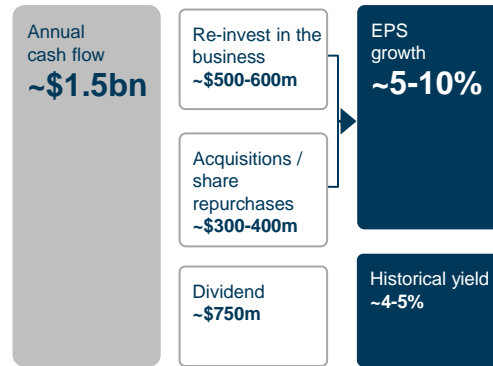 Annual
cash flow
~$1.5bn
Re-invest in the
business
~$500-600m
Acquisitions /
share
repurchases
~$300-400m
Dividend
~$750m
EPS
growth
~5-10%
Historical yield
~4-5%